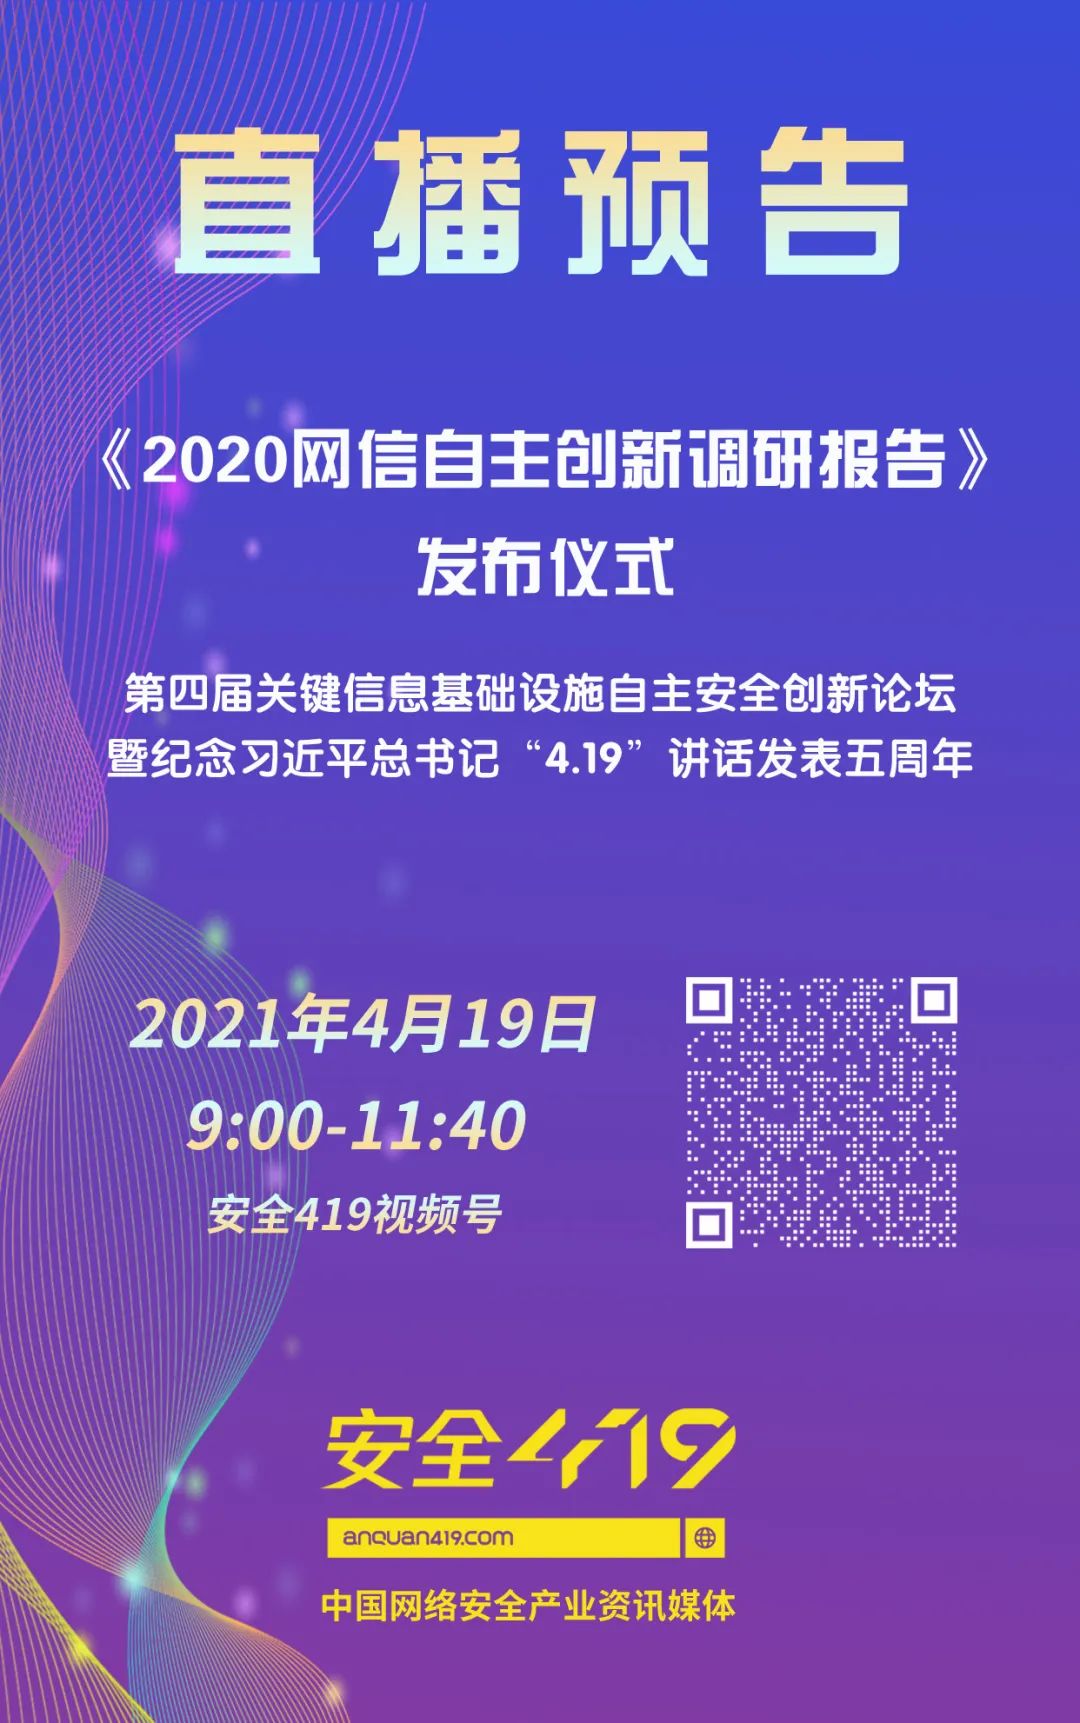 直播预告
《2020网信自主创新调研报告》
发布仪式
第四届关键信息基础设施自主安全创新论坛
暨纪念习近平总书记“4.19”讲话发表五周年
2021年4月19日
9:00-11:40
安全419视频号
安全419
anquan419.com
中国网络安全产业资讯媒体